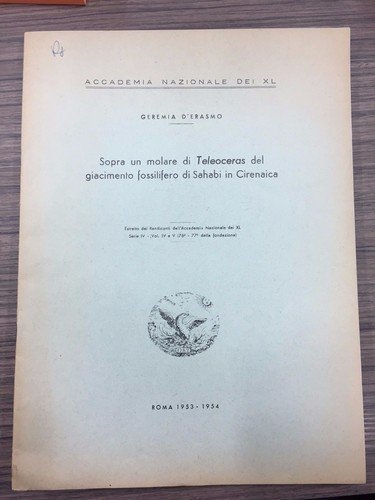 ACCADEMIA NAZIONALE DEI XL
GEREMIA D'ERASMO
Sopra un molare di Teleoceras del
giacimento fossilifero di Sahabi in Cirenaica
Estratto dai Rendiconti dell'Accademia Nazionale dei XL
Serie IV - Vol. IV e V (76° - 77° dalla fondazione)
ROMA 1953 - 1954